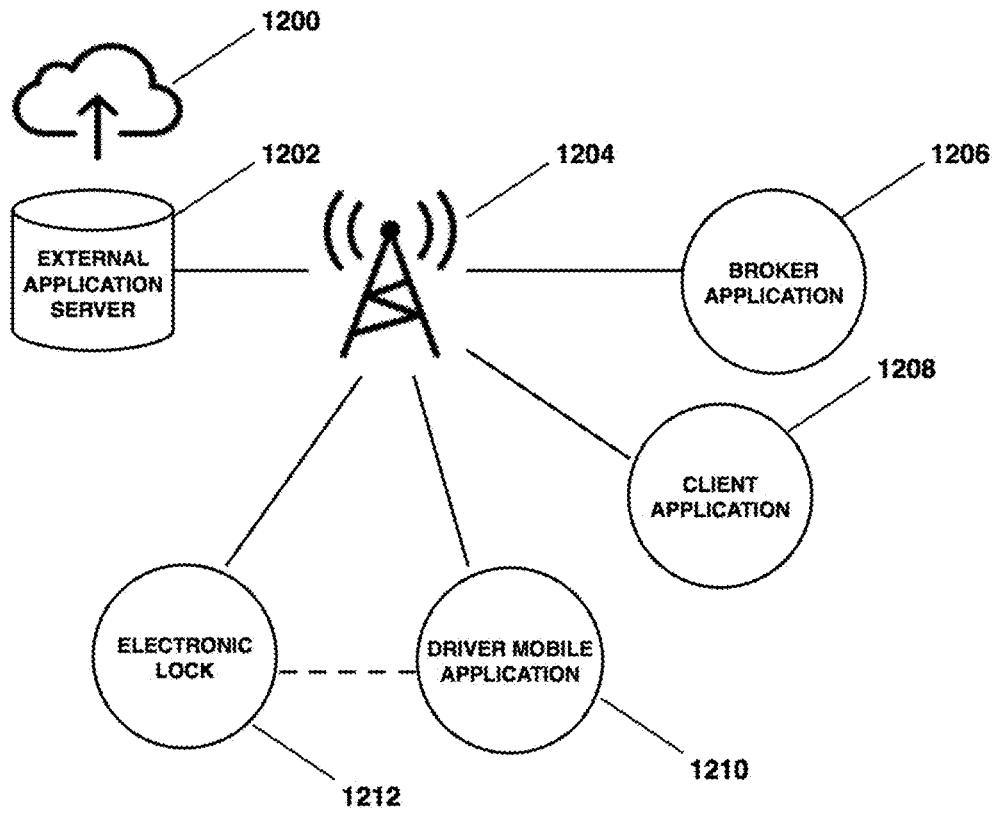 1200
1202
1204
1206
EXTERNAL
APPLICATION
SERVER
BROKER
APPLICATION
1208
CLIENT
APPLICATION
ELECTRONIC
LOCK
DRIVER MOBILE
APPLICATION
1210
1212